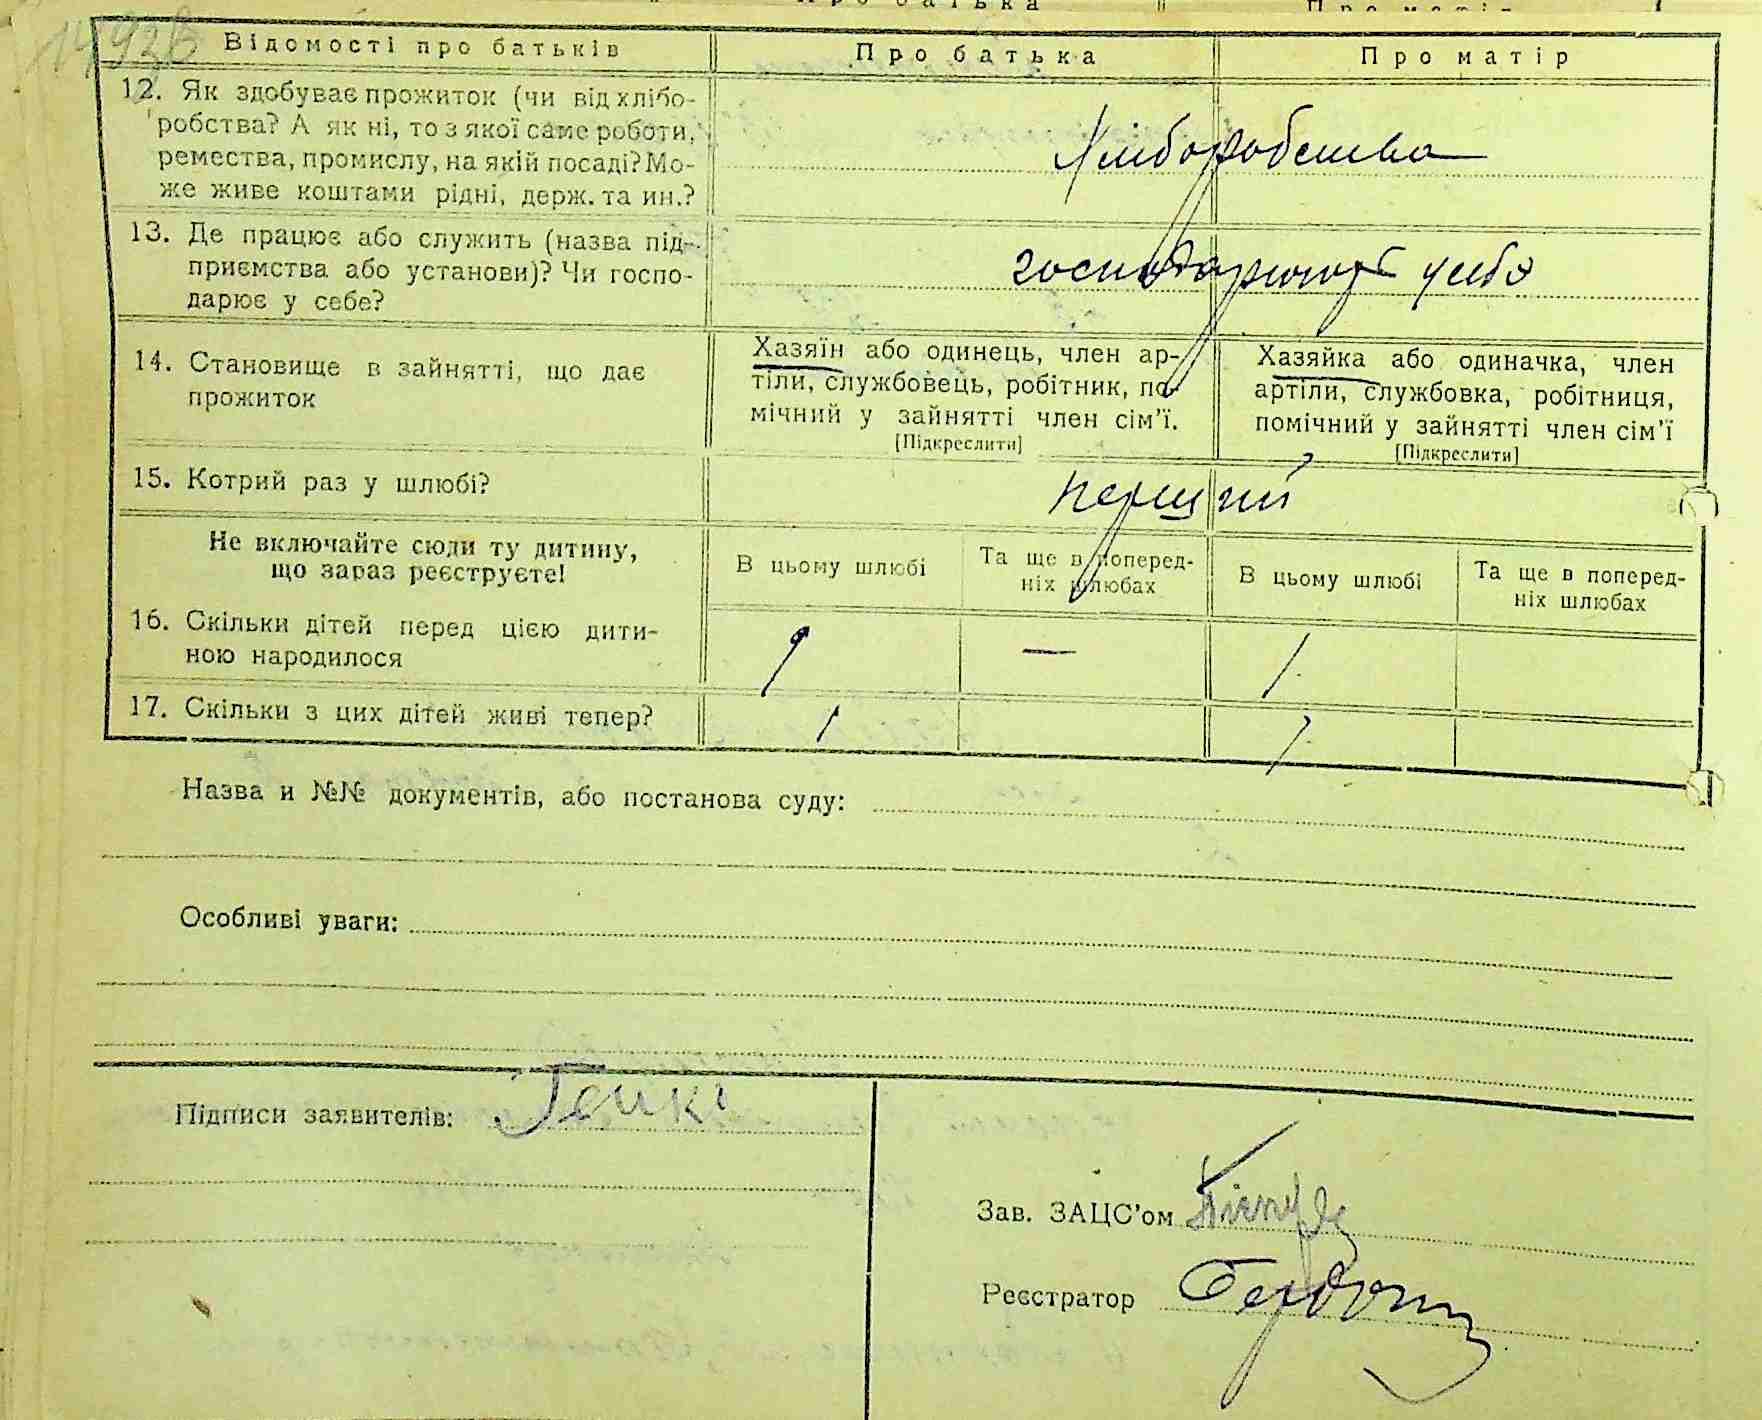 Відомості про батьків
Про батька
Про матір
12. Як здобуває прожиток (чи від хлібо-
робства? А як ні, то з якої саме роботи,
ремества, промислу, на якій посаді? Мо-
же живе коштами рідні, держ. та ин.?
Хліборобства
13. Де працює або служить (назва під-
приємства або установи)? Чи госпо-
дарює у себе?
господарюють у себе
14. Становище в зайнятті, що дає
прожиток
Хазяїн або одинець, член ар-
тіли, службовець, робітник, по-
мічний у зайнятті член сім'ї.
[Підкреслити]
Хазяйка або одиначка, член
артіли, службовка, робітниця,
помічний у зайнятті член сім'ї
[Підкреслити]
15. Котрий раз у шлюбі?
перший
Не включайте сюди ту дитину,
що зараз реєструєте!
В цьому шлюбі
Та ще в поперед-
ніх шлюбах
В цьому шлюбі
Та ще в поперед-
ніх шлюбах
16. Скільки дітей перед цією дити-
ною народилося
1 — 1
17. Скільки з цих дітей живі тепер?
1 1
Назва и №№ документів, або постанова суду:
Особливі уваги:
Підписи заявителів:
Зав. ЗАЦС'ом
Реєстратор